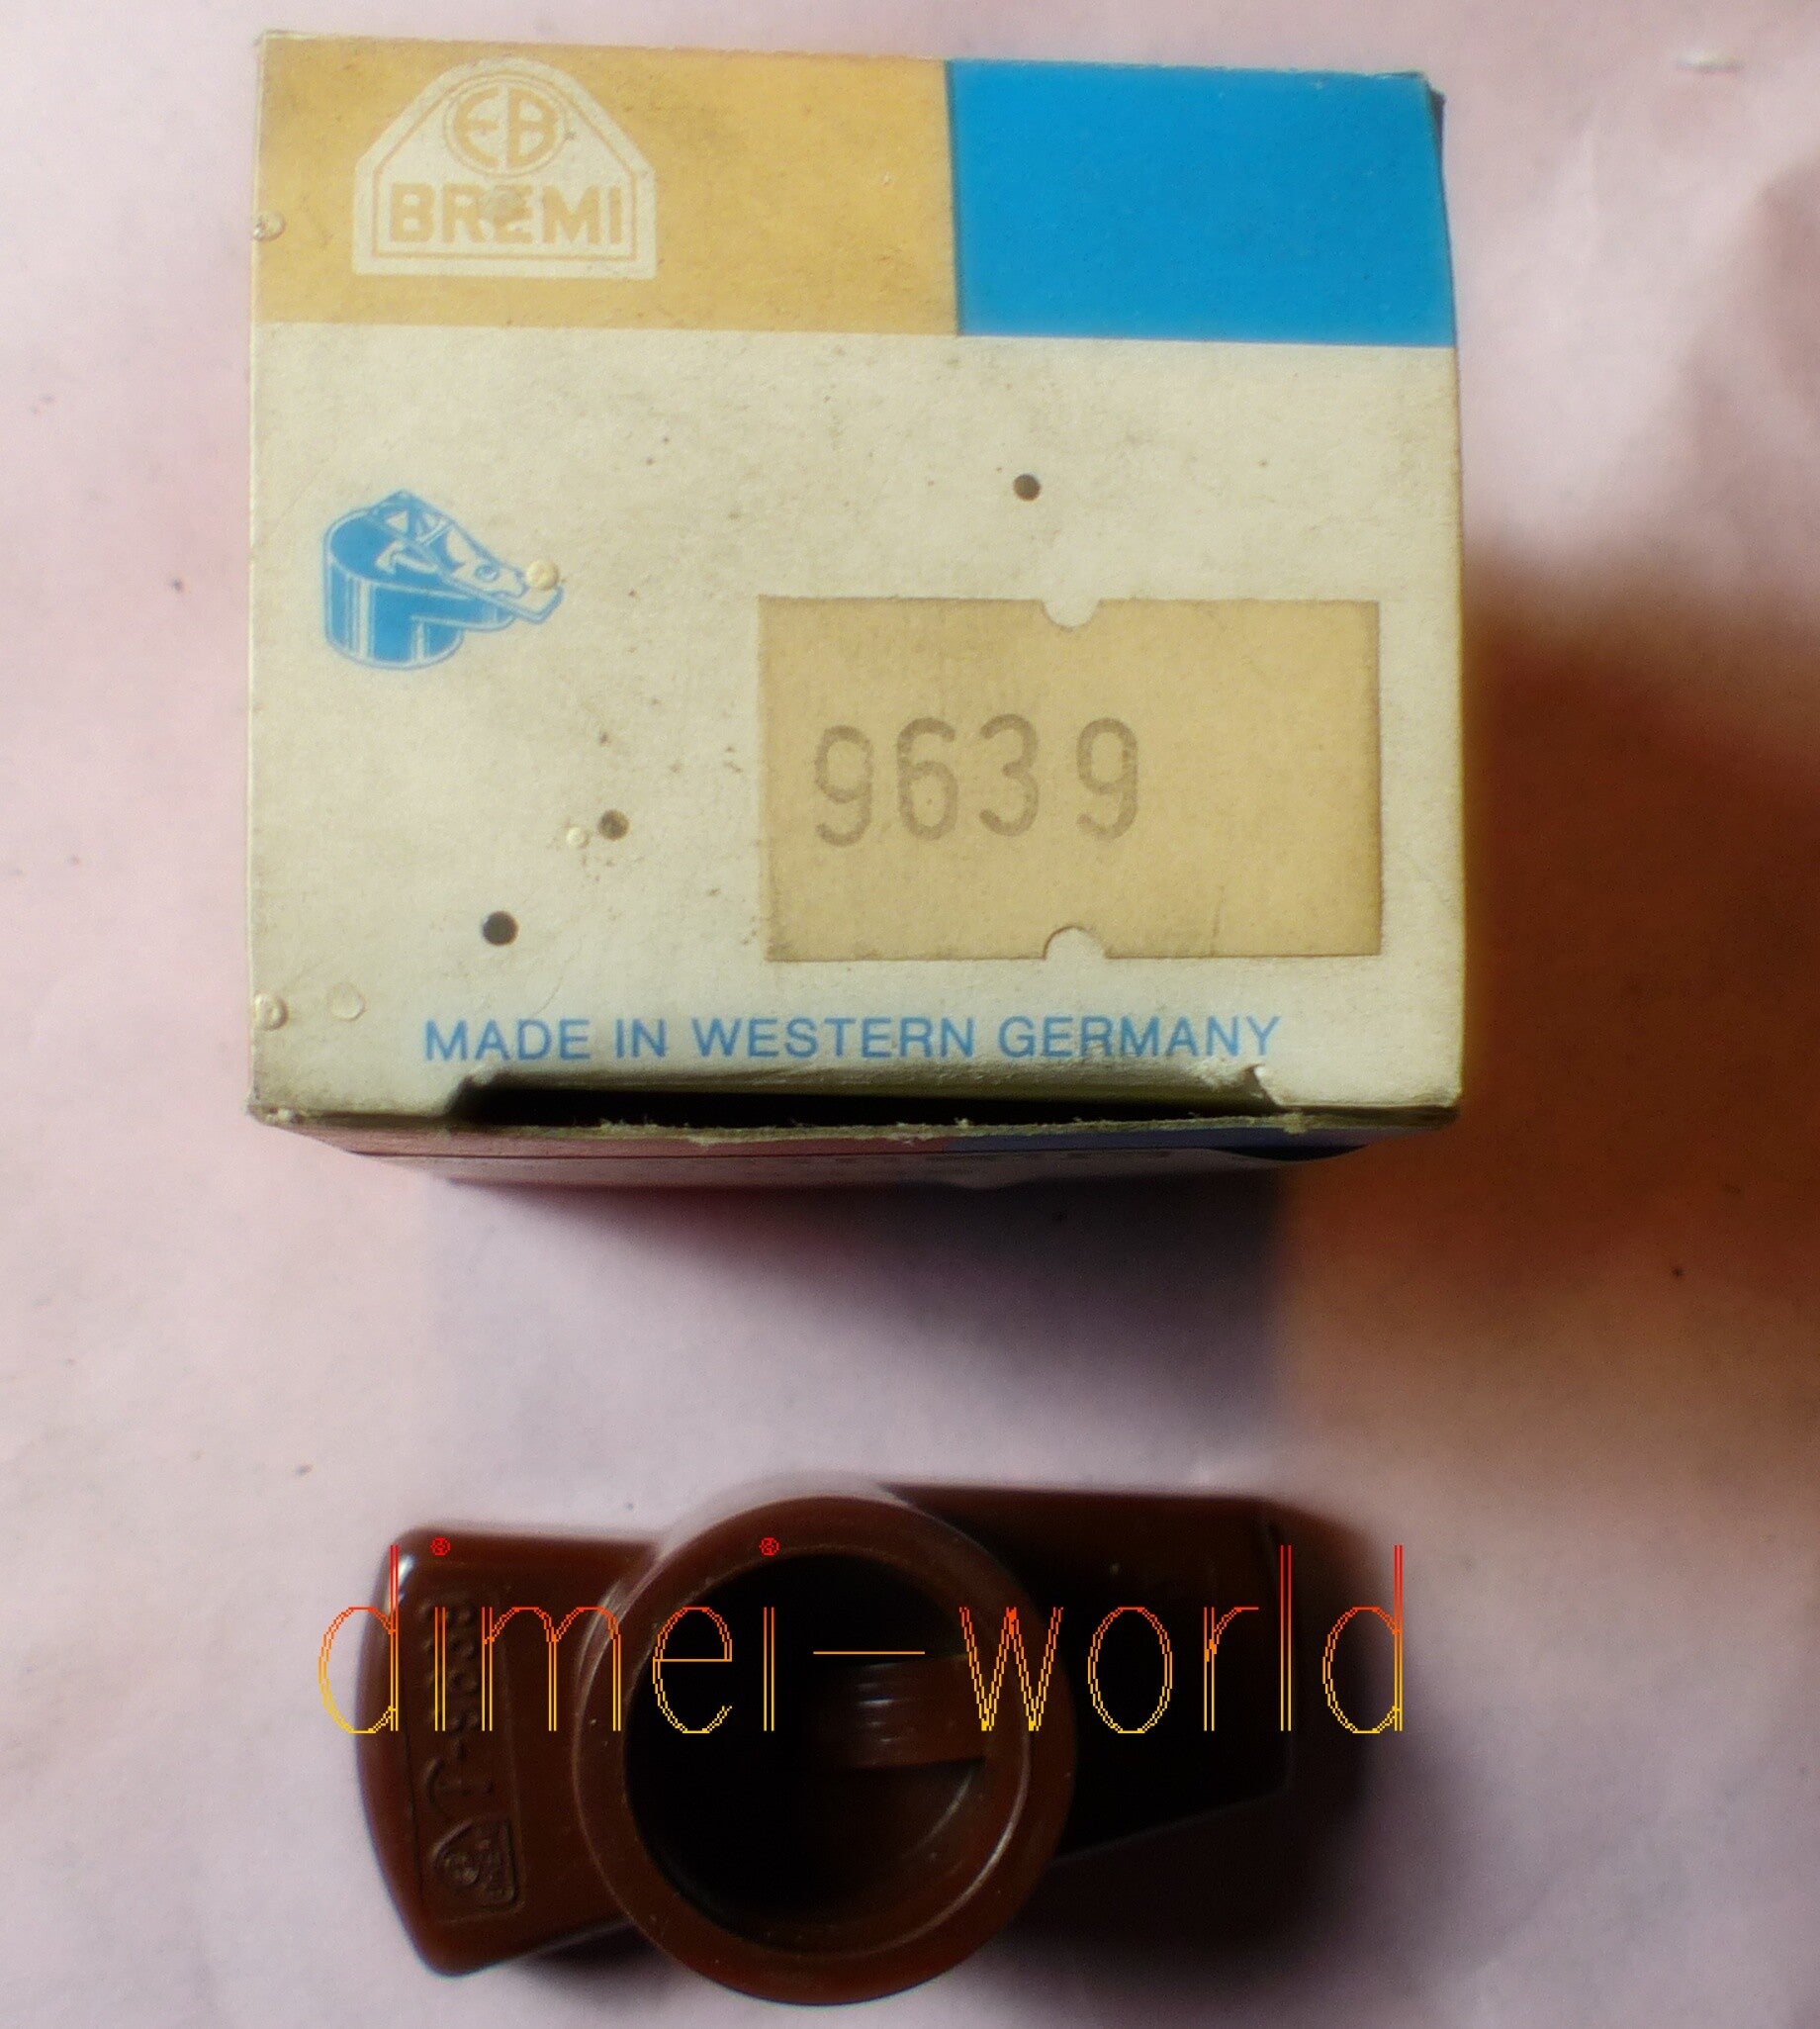 EB
BREMI
9639
MADE IN WESTERN GERMANY
dimei-world